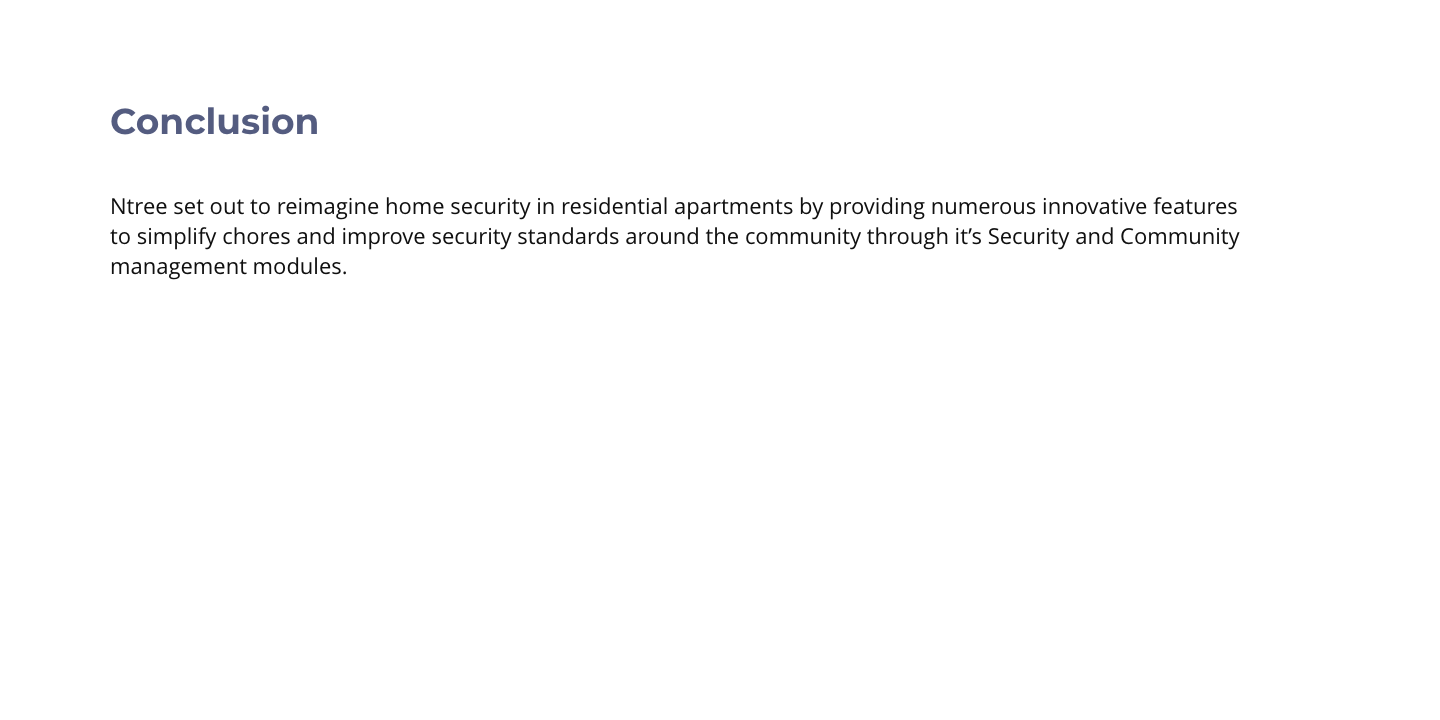 Conclusion
Ntree set out to reimagine home security in residential apartments by providing numerous innovative features
to simplify chores and improve security standards around the community through it’s Security and Community
management modules.